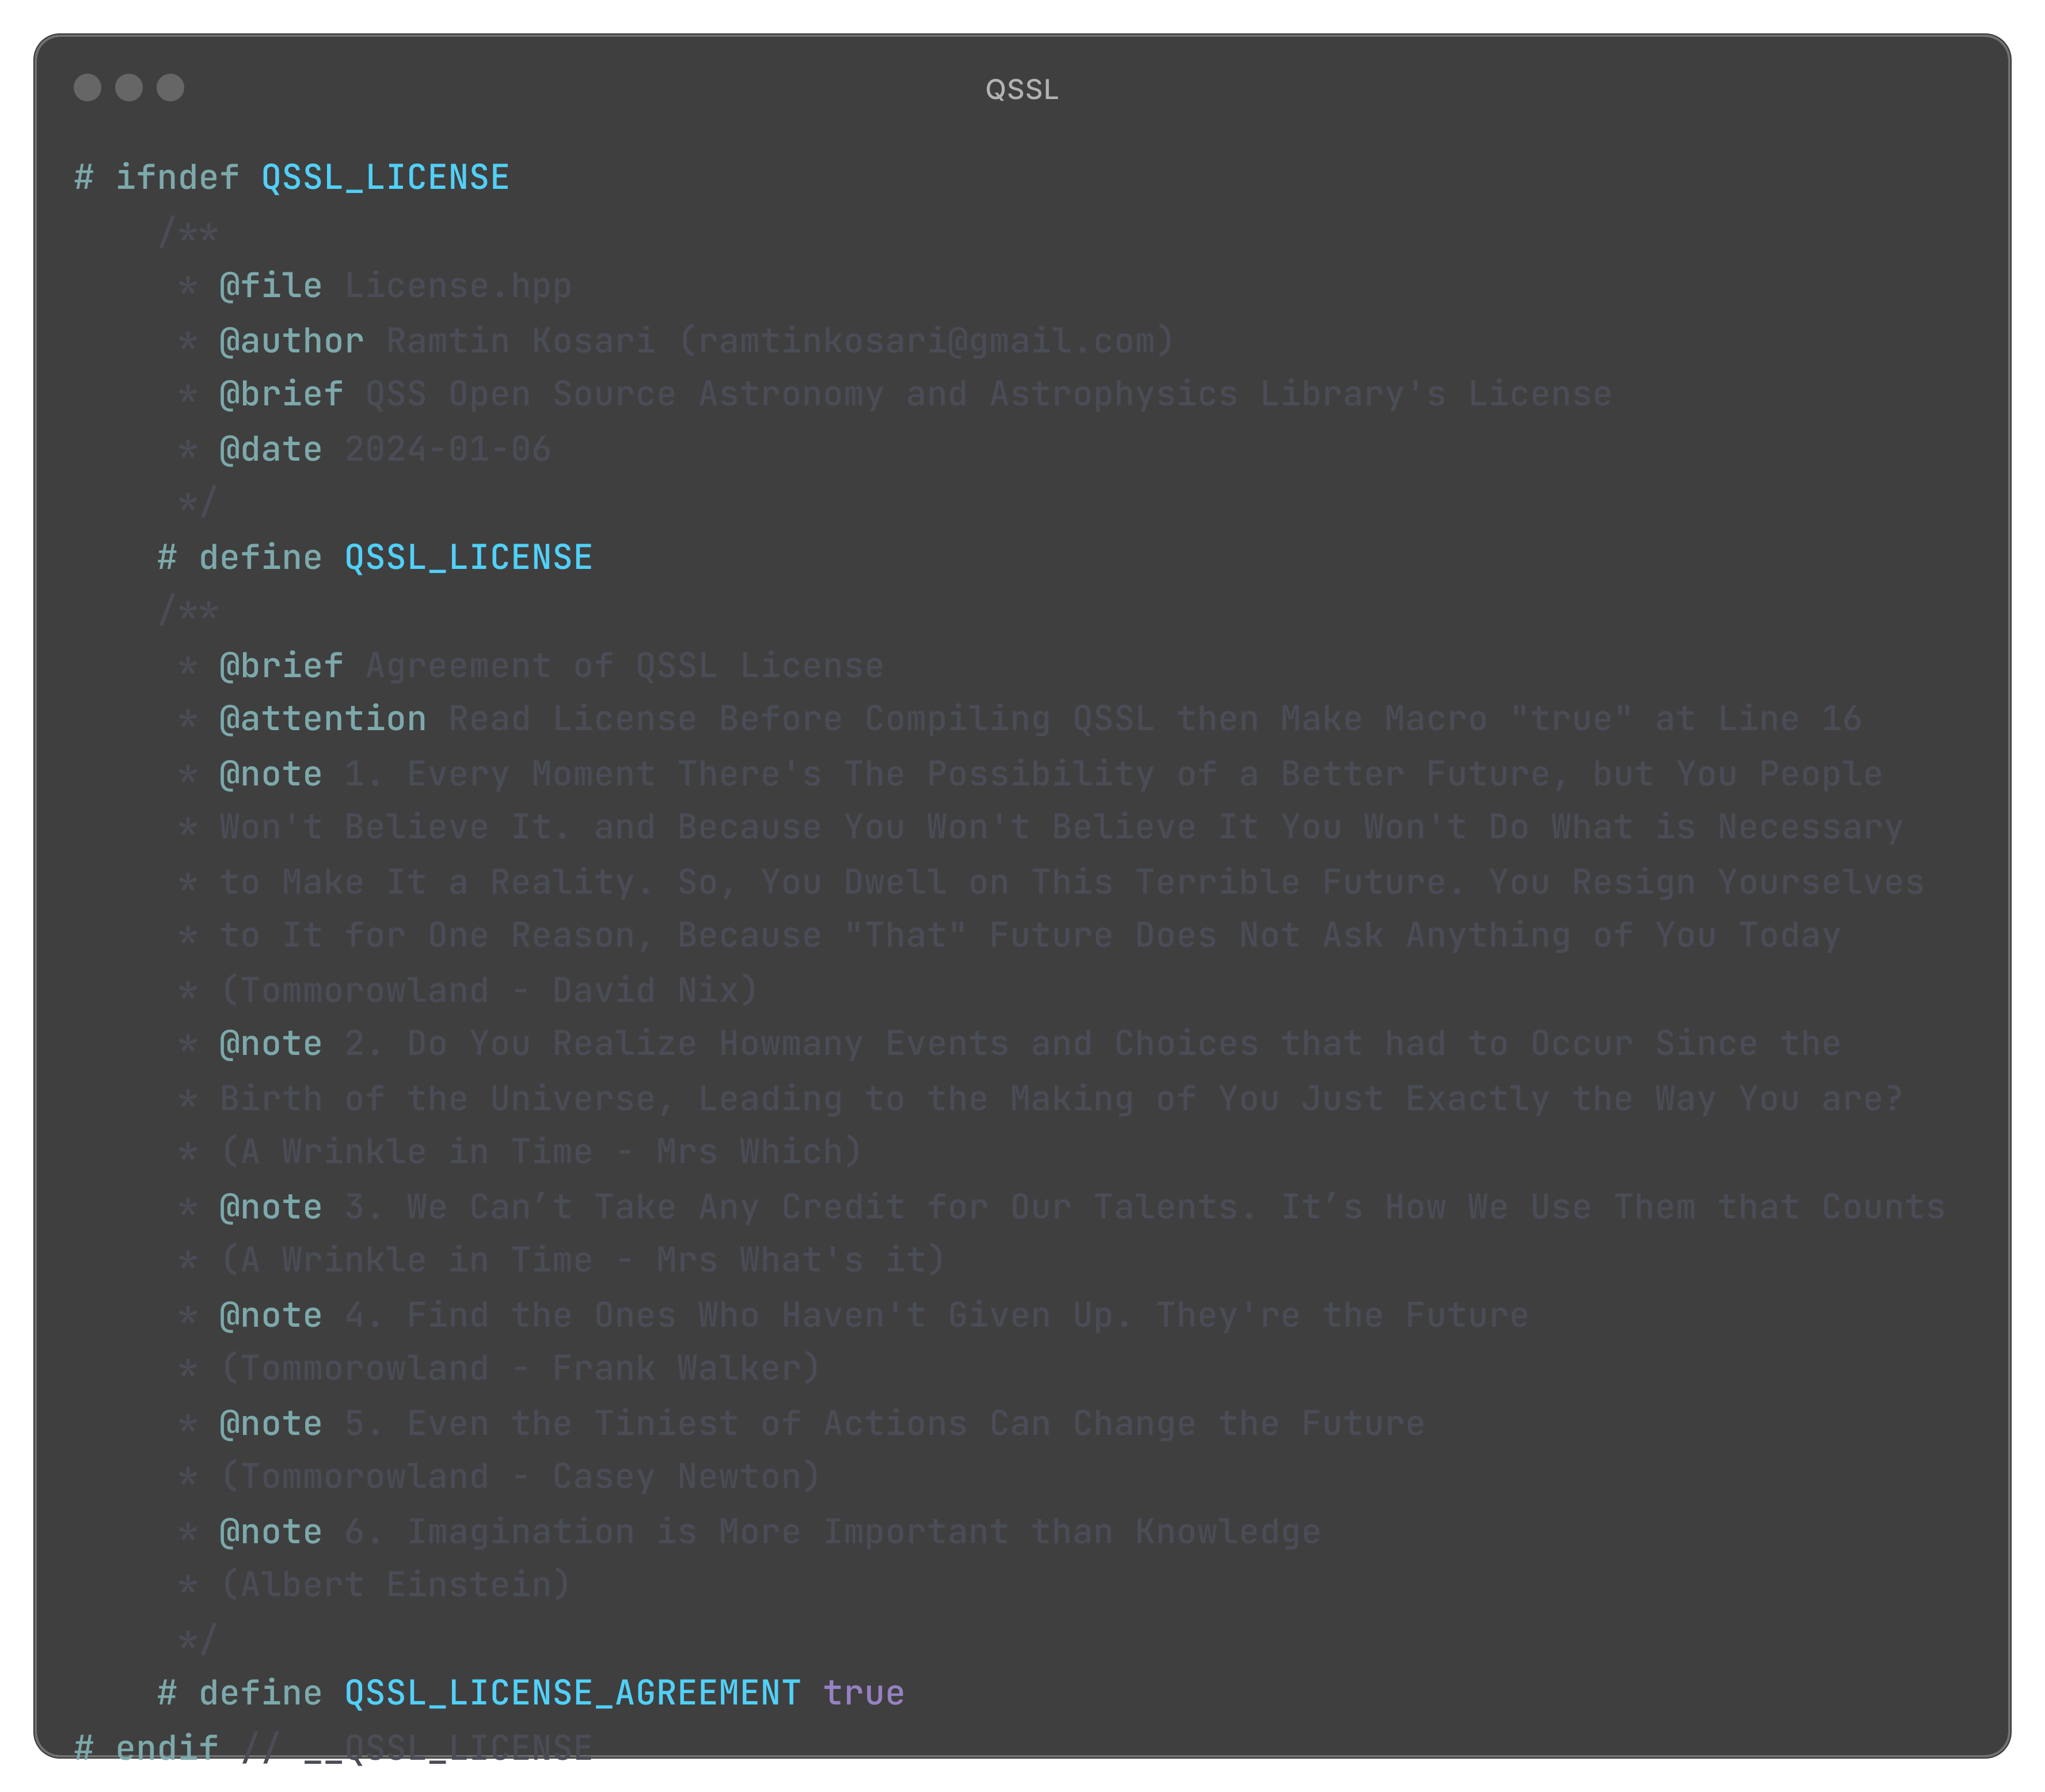 QSSL
# ifndef QSSL_LICENSE
/**
* @file License.hpp
* @author Ramtin Kosari (ramtinkosari@gmail.com)
* @brief QSS Open Source Astronomy and Astrophysics Library's License
* @date 2024-01-06
*/
# define QSSL_LICENSE
/**
* @brief Agreement of QSSL License
* @attention Read License Before Compiling QSSL then Make Macro "true" at Line 16
* @note 1. Every Moment There's The Possibility of a Better Future, but You People
* Won't Believe It. and Because You Won't Believe It You Won't Do What is Necessary
* to Make It a Reality. So, You Dwell on This Terrible Future. You Resign Yourselves
* to It for One Reason, Because "That" Future Does Not Ask Anything of You Today
* (Tommorowland - David Nix)
* @note 2. Do You Realize Howmany Events and Choices that had to Occur Since the
* Birth of the Universe, Leading to the Making of You Just Exactly the Way You are?
* (A Wrinkle in Time - Mrs Which)
* @note 3. We Can’t Take Any Credit for Our Talents. It’s How We Use Them that Counts
* (A Wrinkle in Time - Mrs What's it)
* @note 4. Find the Ones Who Haven't Given Up. They're the Future
* (Tommorowland - Frank Walker)
* @note 5. Even the Tiniest of Actions Can Change the Future
* (Tommorowland - Casey Newton)
* @note 6. Imagination is More Important than Knowledge
* (Albert Einstein)
*/
# define QSSL_LICENSE_AGREEMENT true
# endif // __QSSL_LICENSE